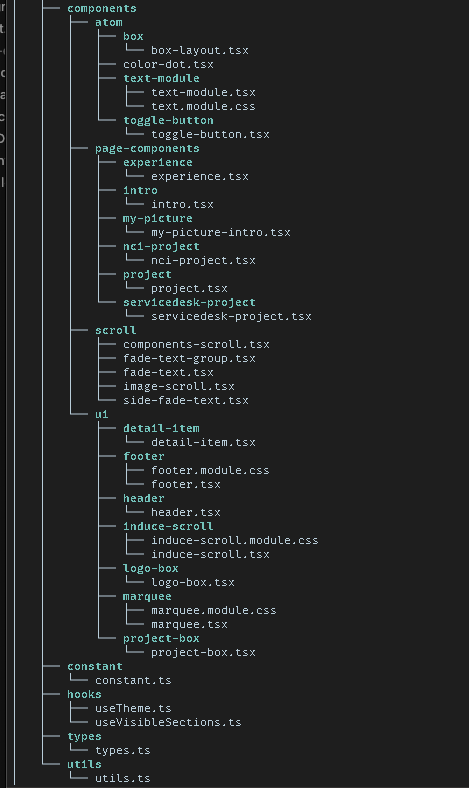 components
atom
box
box-layout.tsx
color-dot.tsx
text-module
text-module.tsx
text.module.css
toggle-button
toggle-button.tsx
page-components
experience
experience.tsx
intro
intro.tsx
my-picture
my-picture-intro.tsx
nci-project
nci-project.tsx
project
project.tsx
servicedesk-project
servicedesk-project.tsx
scroll
components-scroll.tsx
fade-text-group.tsx
fade-text.tsx
image-scroll.tsx
side-fade-text.tsx
ui
detail-item
detail-item.tsx
footer
footer.module.css
footer.tsx
header
header.tsx
induce-scroll
induce-scroll.module.css
induce-scroll.tsx
logo-box
logo-box.tsx
marquee
marquee.module.css
marquee.tsx
project-box
project-box.tsx
constant
constant.ts
hooks
useTheme.ts
useVisibleSections.ts
types
types.ts
utils
utils.ts